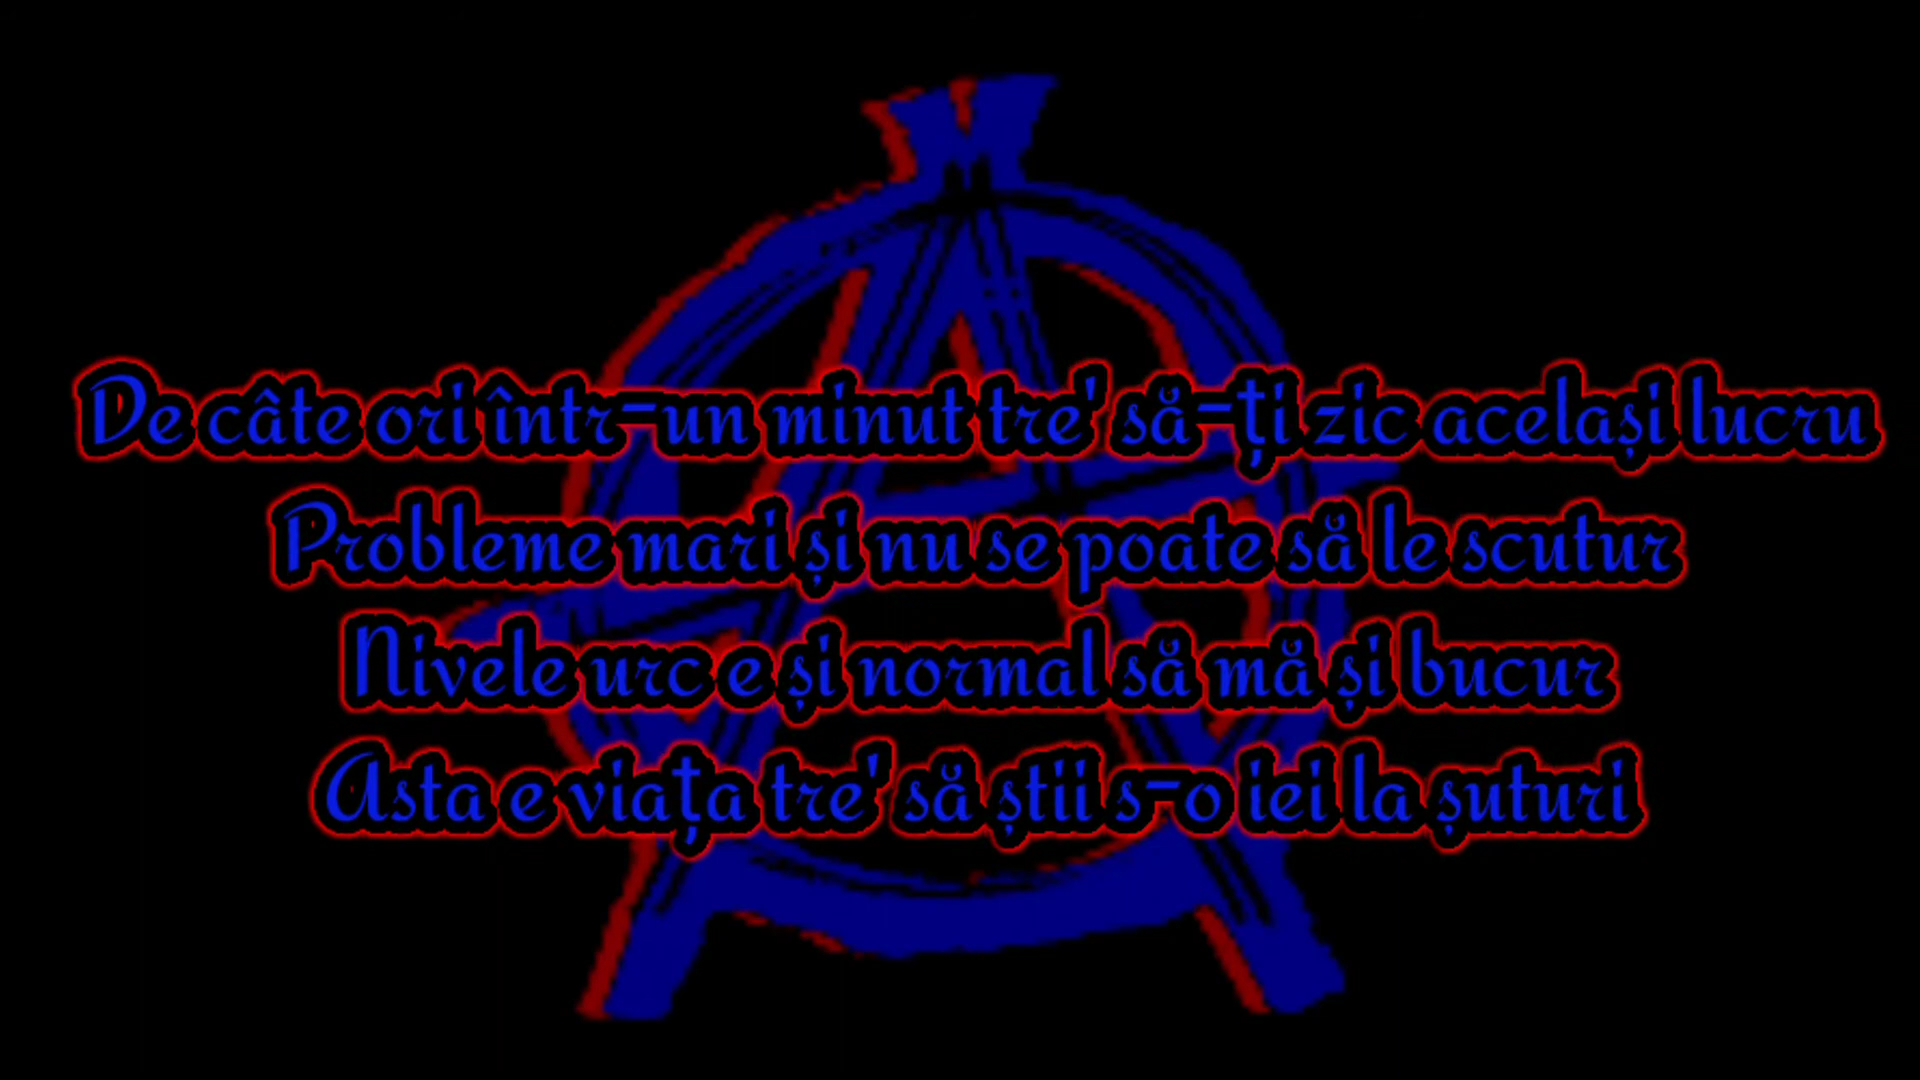 De câte ori într-un minut tre' să-ți zic același lucru
Probleme mari și nu se poate să le scutur
Nivele urc e și normal să mă și bucur
Asta e viața tre' să știi s-o iei la șuturi